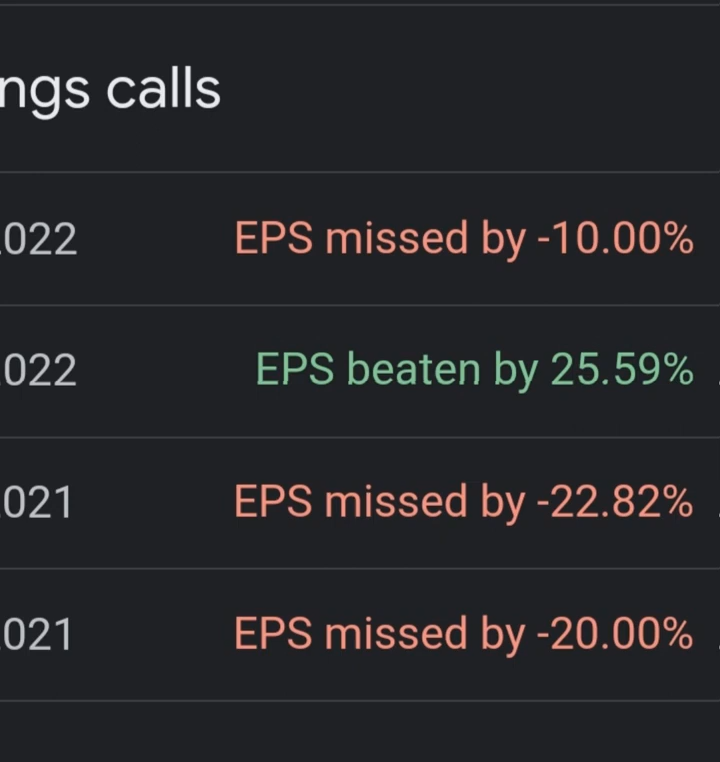 ngs calls
022 EPS missed by -10.00%
022 EPS beaten by 25.59%
021 EPS missed by -22.82%
021 EPS missed by -20.00%